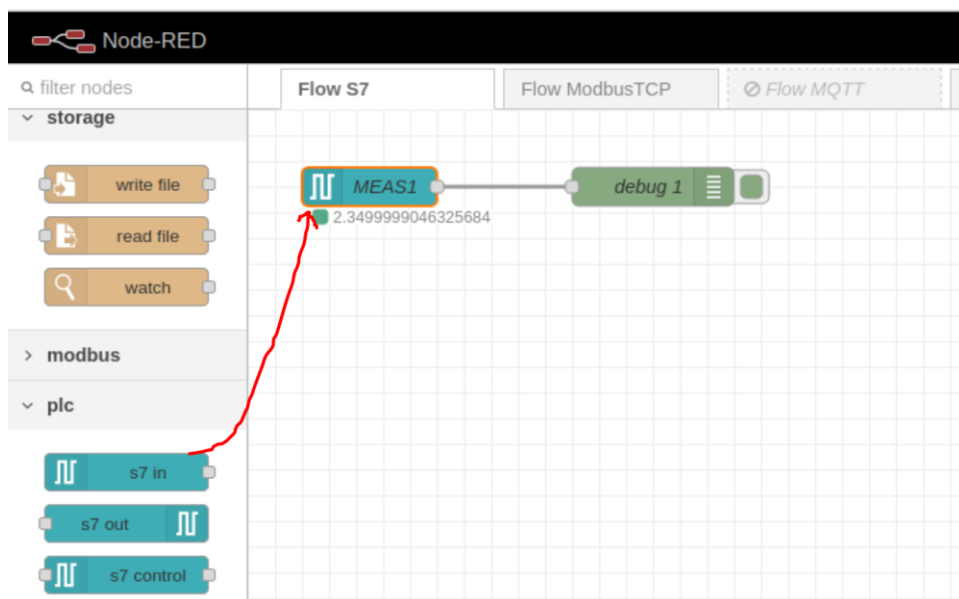 Node-RED
filter nodes
Flow S7
Flow ModbusTCP
Flow MQTT
storage
write file
read file
watch
modbus
plc
s7 in
s7 out
s7 control
MEAS1
debug 1
2.3499999046325684